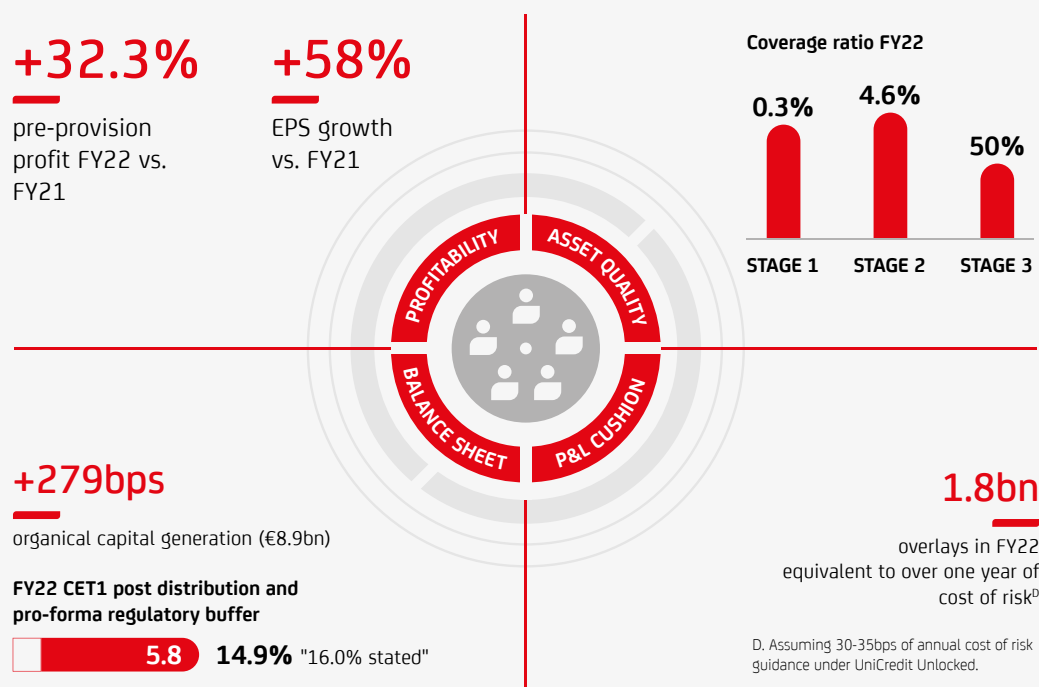 +32.3%
pre-provision
profit FY22 vs.
FY21
+58%
EPS growth
vs. FY21
Coverage ratio FY22
0.3%
4.6%
50%
STAGE 1
STAGE 2
STAGE 3
PROFITABILITY
ASSET QUALITY
BALANCE SHEET
P&L CUSHION
+279bps
organical capital generation (€8.9bn)
FY22 CET1 post distribution and
pro-forma regulatory buffer
5.8
14.9% "16.0% stated"
1.8bn
overlays in FY22
equivalent to over one year of
cost of riskD
D. Assuming 30-35bps of annual cost of risk
guidance under UniCredit Unlocked.